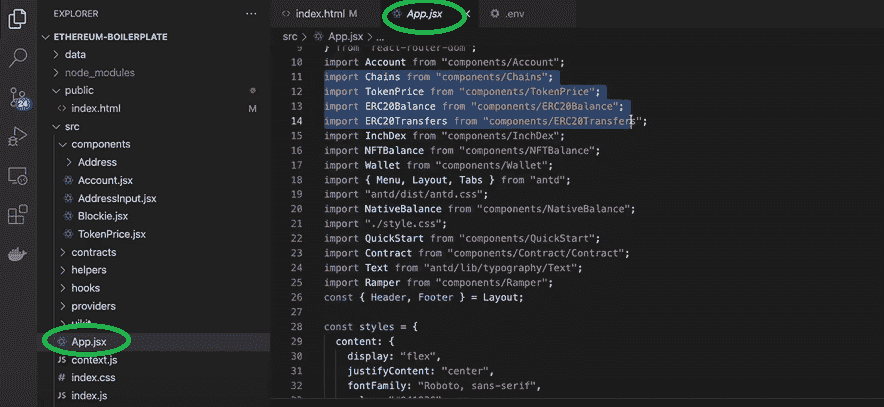 EXPLORER
ETHEREUM-BOILERPLATE
data
node_modules
public
index.html M
src
components
Address
Account.jsx
AddressInput.jsx
Blockie.jsx
TokenPrice.jsx
contracts
helpers
hooks
providers
App.jsx
JS context.js
# index.css
JS index.js
24
index.html M
App.jsx
.env
src > App.jsx > ...
9 } from "react-router-dom";
10 import Account from "components/Account";
11 import Chains from "components/Chains";
12 import TokenPrice from "components/TokenPrice";
13 import ERC20Balance from "components/ERC20Balance";
14 import ERC20Transfers from "components/ERC20Transfers";
15 import InchDex from "components/InchDex";
16 import NFTBalance from "components/NFTBalance";
17 import Wallet from "components/Wallet";
18 import { Menu, Layout, Tabs } from "antd";
19 import "antd/dist/antd.css";
20 import NativeBalance from "components/NativeBalance";
21 import "./style.css";
22 import QuickStart from "components/QuickStart";
23 import Contract from "components/Contract/Contract";
24 import Text from "antd/lib/typography/Text";
25 import Ramper from "components/Ramper";
26 const { Header, Footer } = Layout;
27
28 const styles = {
29 content: {
30 display: "flex",
31 justifyContent: "center",
32 fontFamily: "Roboto, sans-serif",